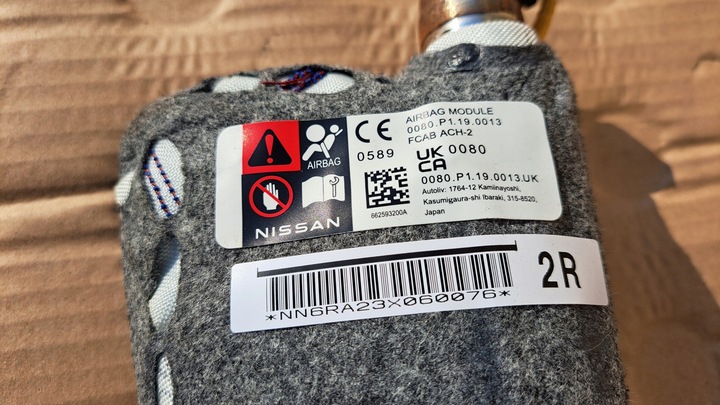 AIRBAG
NISSAN
CE
0589
AIRBAG MODULE
0080.P1.19.0013
FCAB ACH-2
UK
CA
0080
0080.P1.19.0013.UK
Autoliv: 1764-12 Kamiinayoshi,
Kasumigaura-shi Ibaraki, 315-8520,
Japan
662593200A
*NN6RA23X060076*
2R